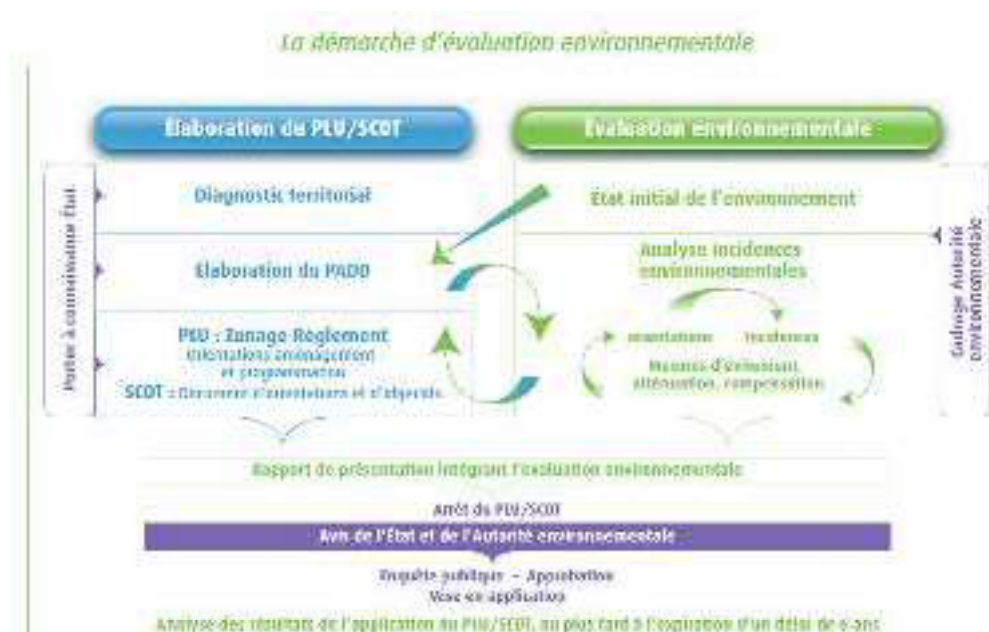 La démarche d'évaluation environnementale
Élaboration du PLU/SCOT
Évaluation environnementale
Porter à connaissance État
Diagnostic territorial
État initial de l'environnement
Élaboration du PADD
Analyse incidences
environnementales
Cadrage Autorité
environnementale
PLU : Zonage-Règlement
Orientations aménagement
et programmation
SCOT : Document d'orientations et d'objectifs
orientations
incidences
Mesures d'évitement,
atténuation, compensation
Rapport de présentation intégrant l'évaluation environnementale
Arrêt du PLU/SCOT
Avis de l'État et de l'Autorité environnementale
Enquête publique - Approbation
Mise en application
Analyse des résultats de l'application du PLU/SCOT, au plus tard à l'expiration d'un délai de 6 ans